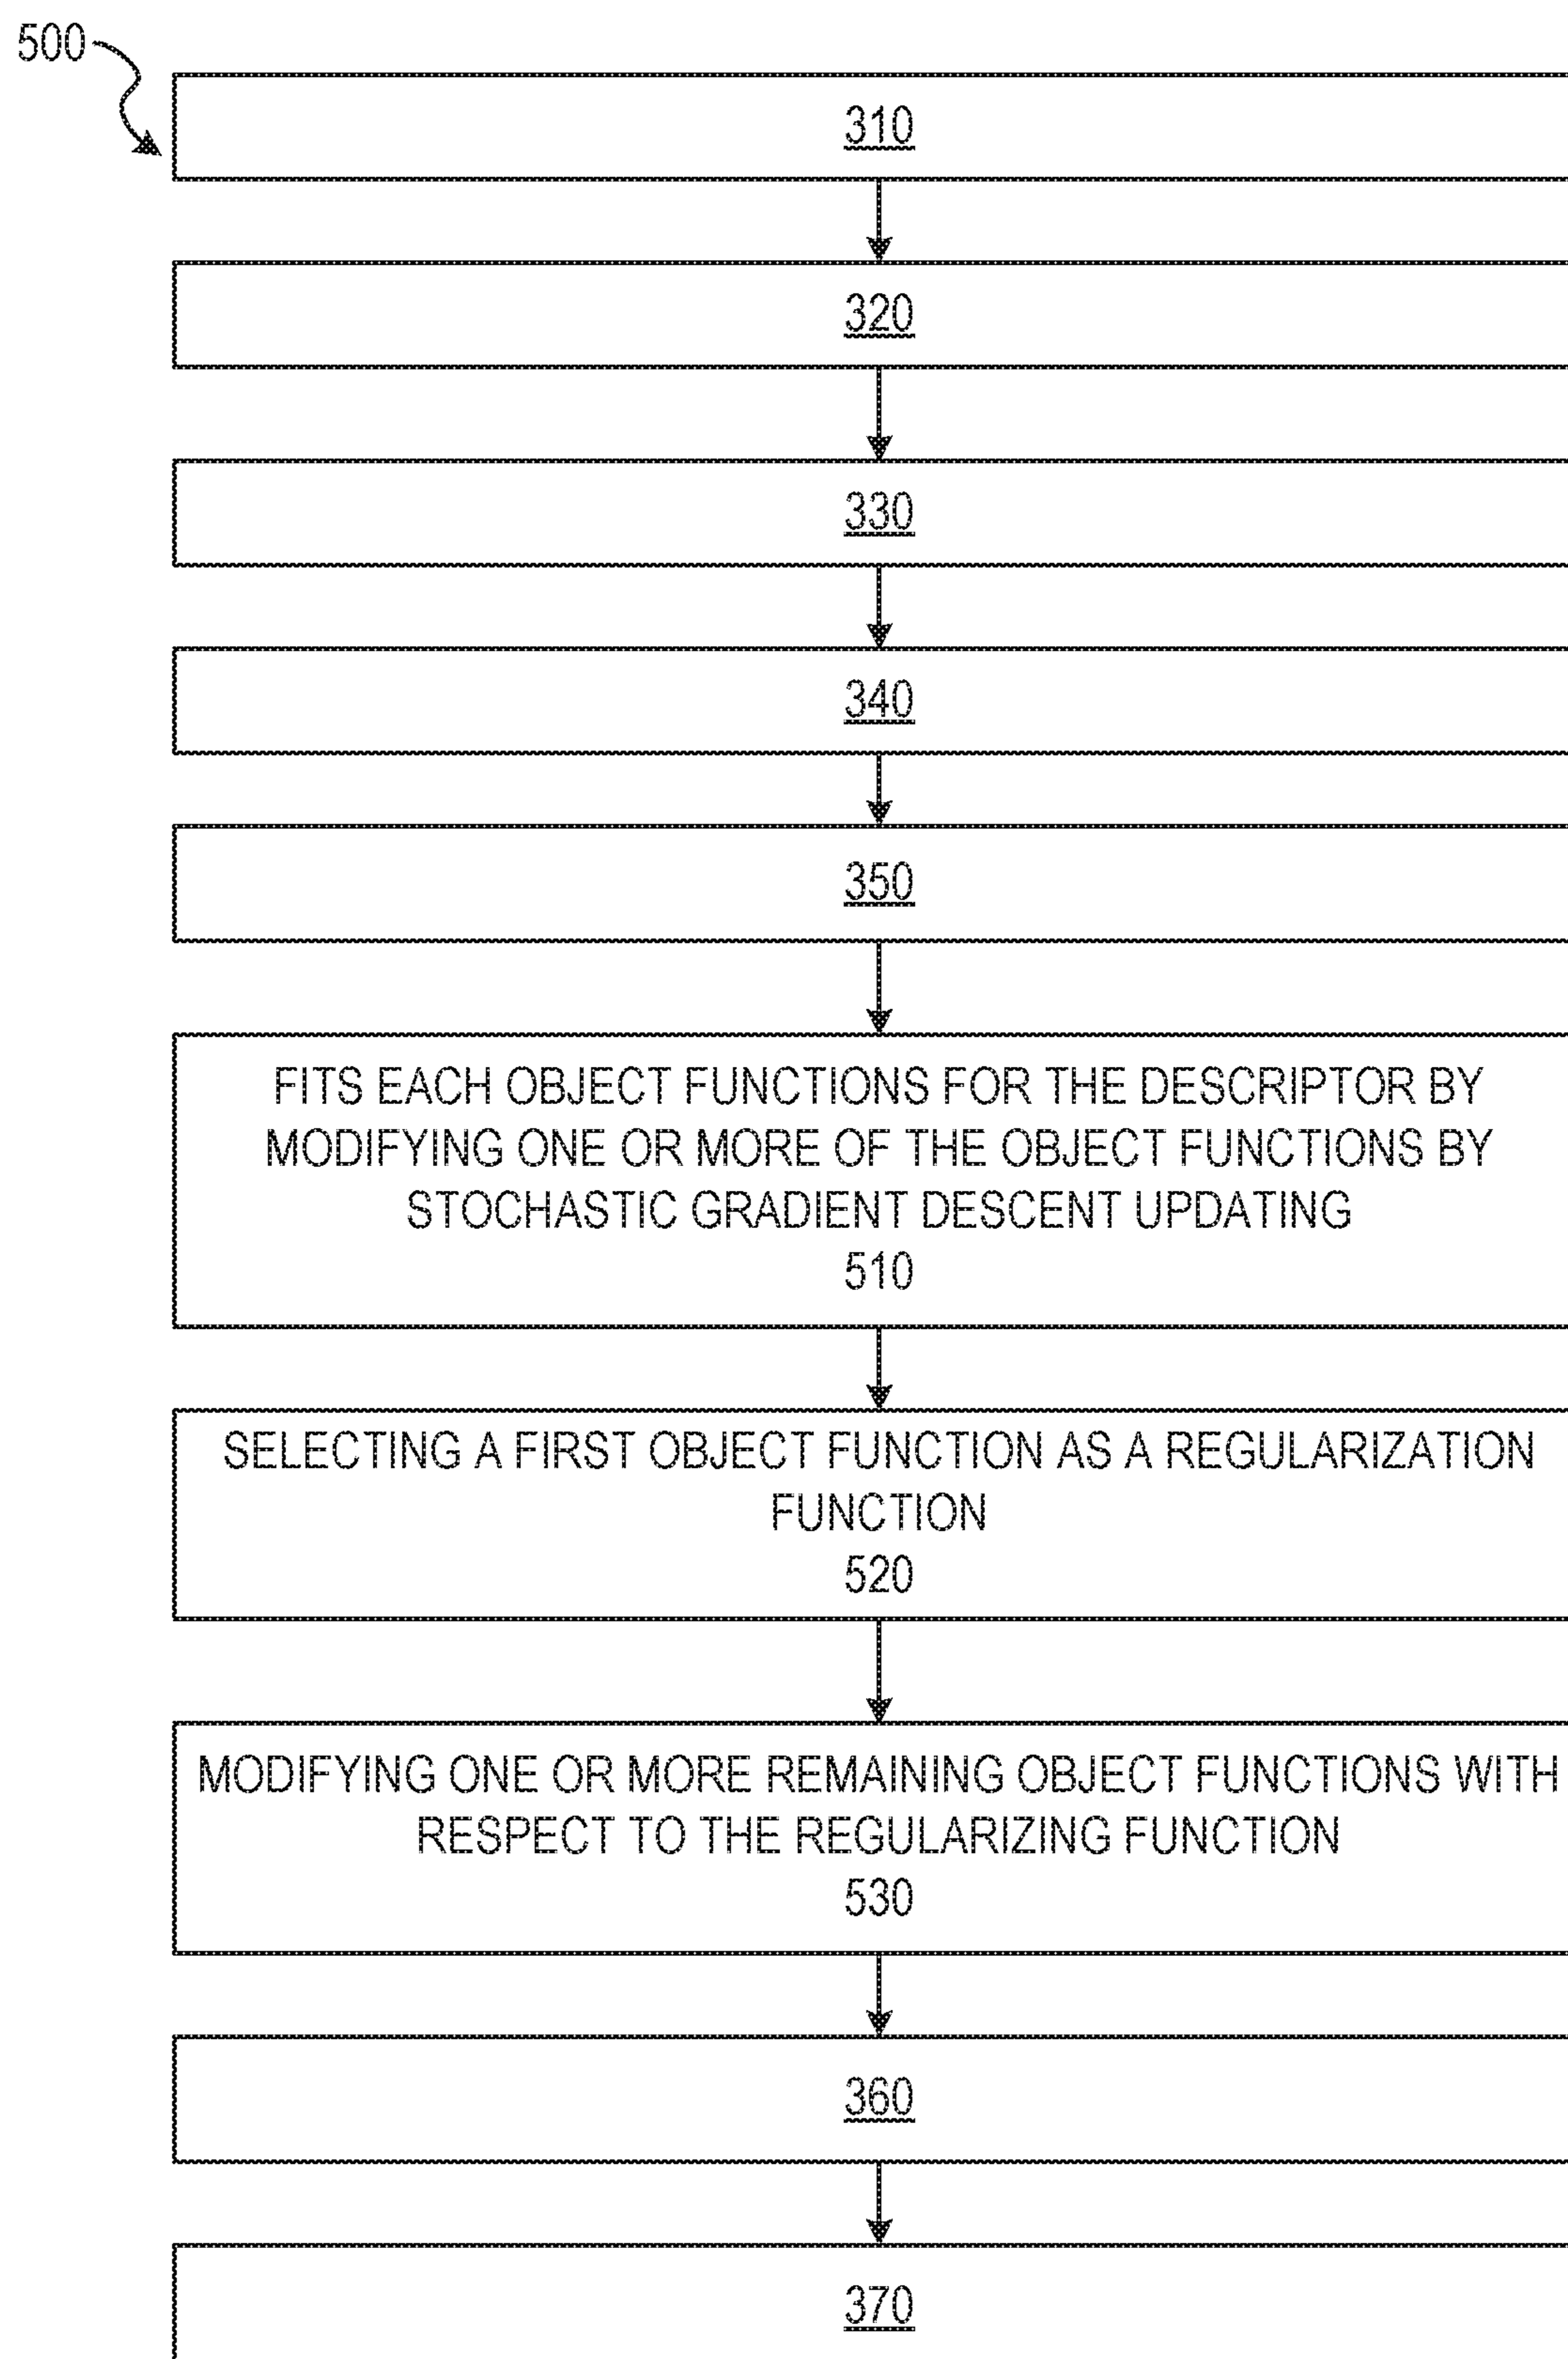 500
310
320
330
340
350
FITS EACH OBJECT FUNCTIONS FOR THE DESCRIPTOR BY
MODIFYING ONE OR MORE OF THE OBJECT FUNCTIONS BY
STOCHASTIC GRADIENT DESCENT UPDATING
510
SELECTING A FIRST OBJECT FUNCTION AS A REGULARIZATION
FUNCTION
520
MODIFYING ONE OR MORE REMAINING OBJECT FUNCTIONS WITH
RESPECT TO THE REGULARIZING FUNCTION
530
360
370